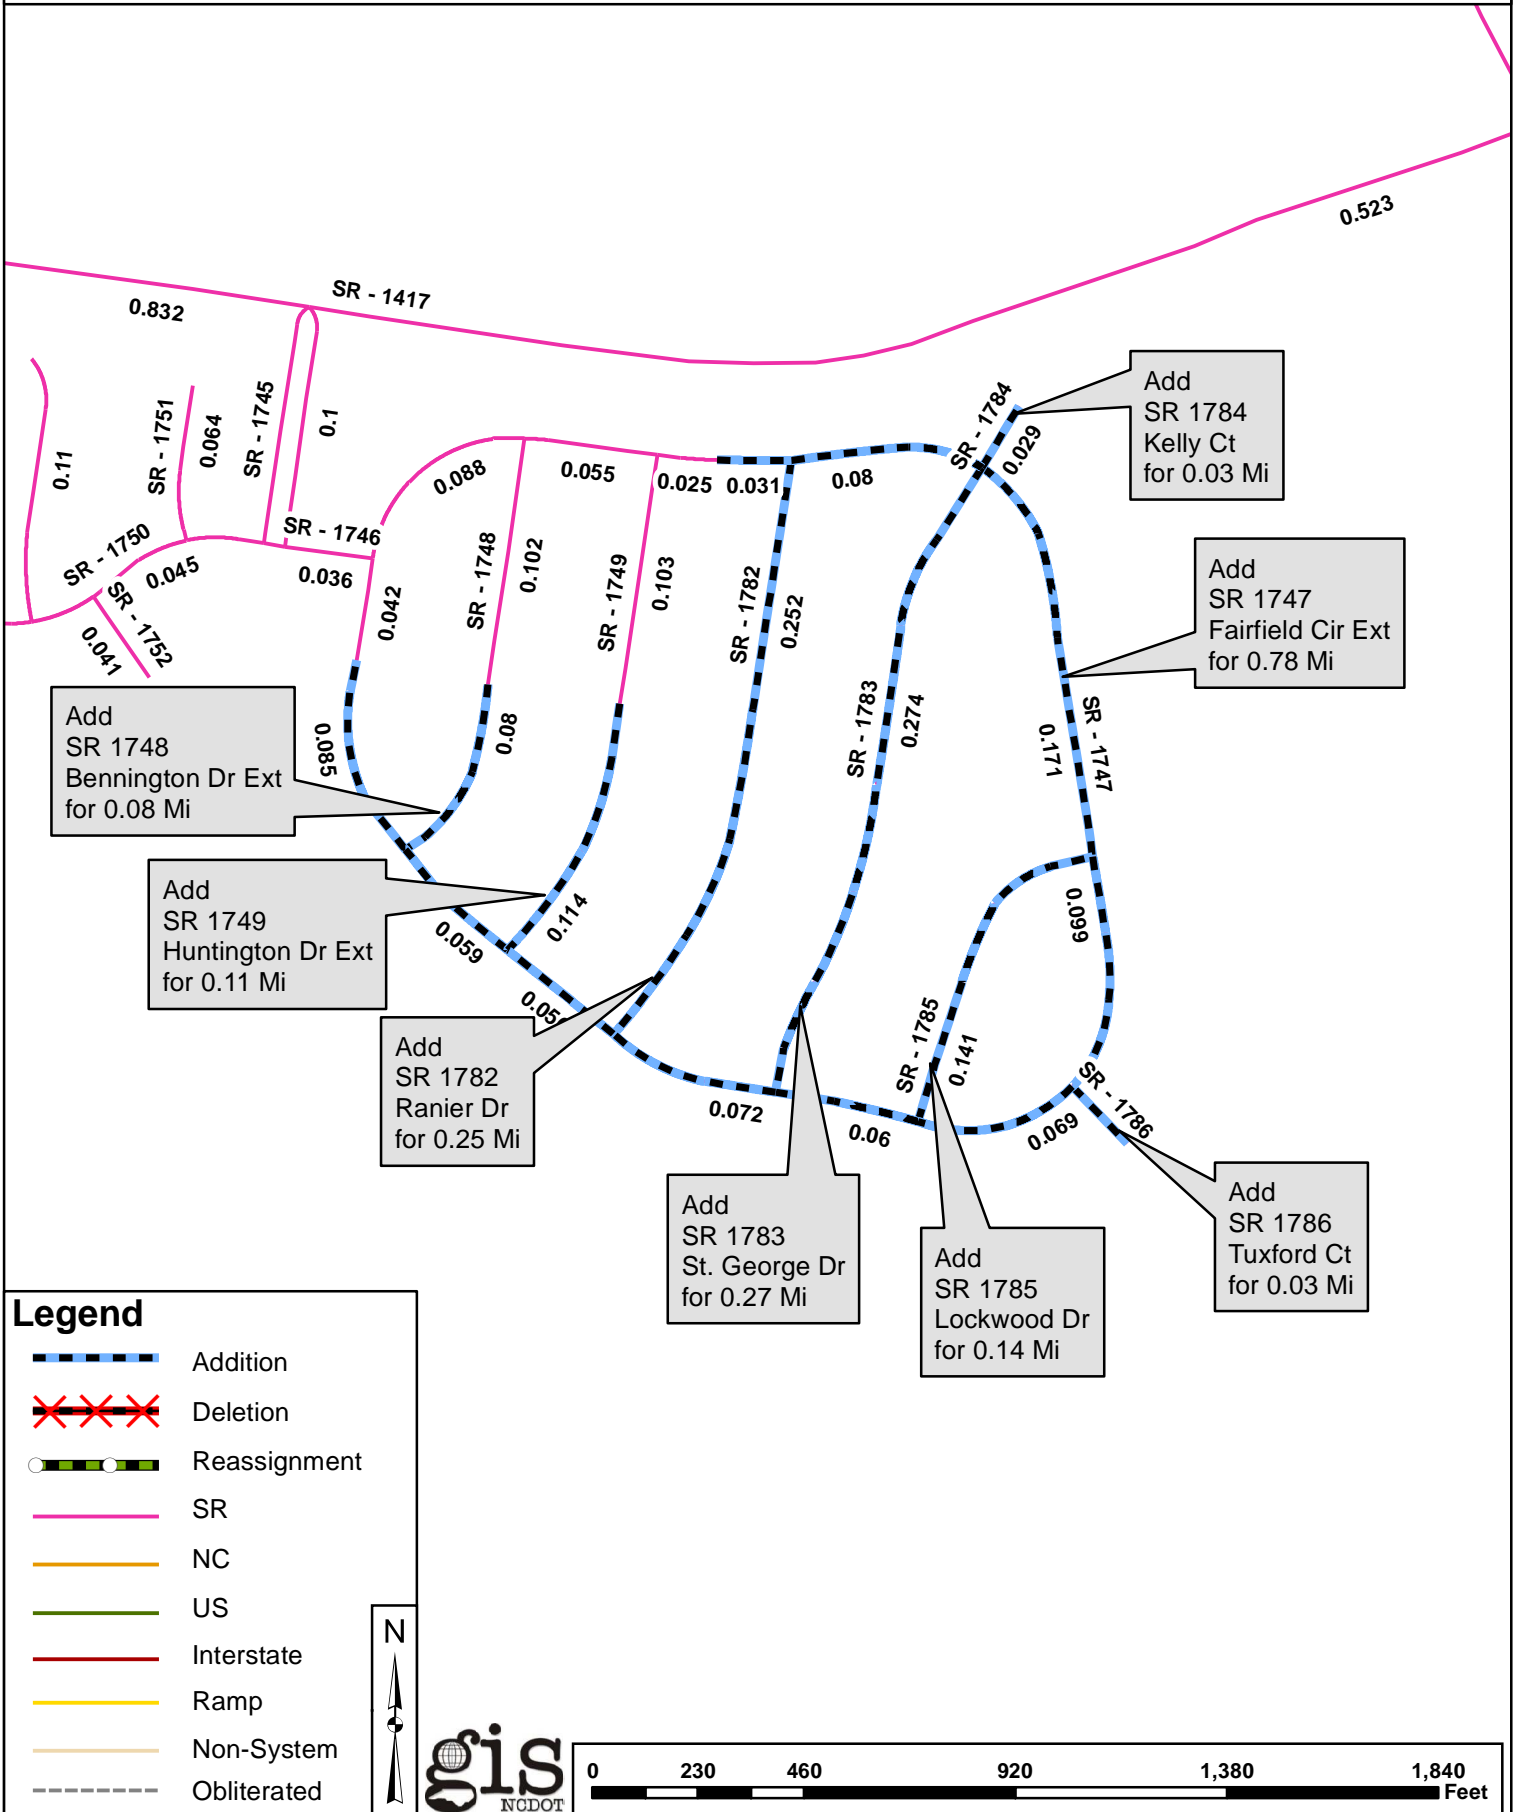 0.523
SR - 1417
0.832
SR - 1784
0.029
Add
SR 1784
Kelly Ct
for 0.03 Mi
0.11
SR - 1751
0.064
SR - 1745
0.1
0.088
0.055
0.025
0.031
0.08
SR - 1750
0.045
SR - 1746
0.036
SR - 1752
0.041
0.042
SR - 1748
0.102
SR - 1749
0.103
SR - 1782
0.252
SR - 1783
0.274
Add
SR 1747
Fairfield Cir Ext
for 0.78 Mi
SR - 1747
0.171
Add
SR 1748
Bennington Dr Ext
for 0.08 Mi
0.085
0.08
Add
SR 1749
Huntington Dr Ext
for 0.11 Mi
0.059
0.114
0.099
Add
SR 1782
Ranier Dr
for 0.25 Mi
0.072
0.06
SR - 1785
0.141
0.069
SR - 1786
Add
SR 1783
St. George Dr
for 0.27 Mi
Add
SR 1785
Lockwood Dr
for 0.14 Mi
Add
SR 1786
Tuxford Ct
for 0.03 Mi
Legend
Addition
Deletion
Reassignment
SR
NC
US
Interstate
Ramp
Non-System
Obliterated
N
gis
NCDOT
0 230 460 920 1,380 1,840
Feet